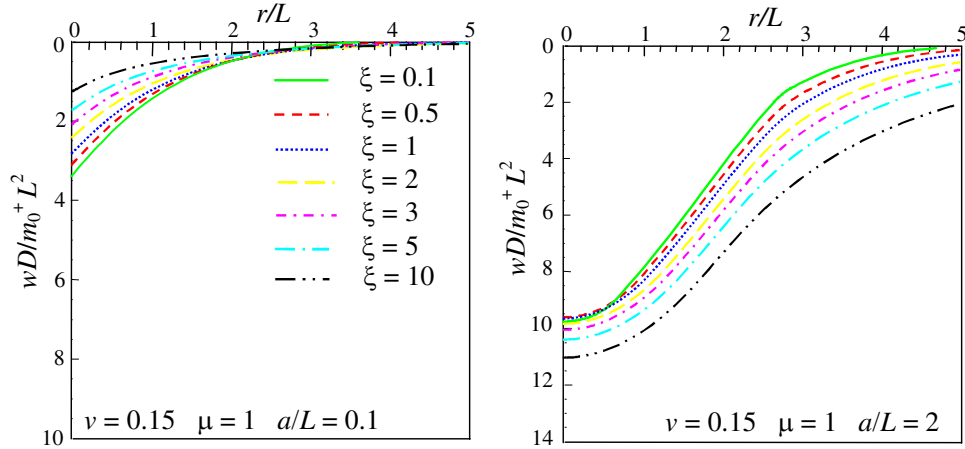 r/L
0 1 2 3 4 5
0
2
4
6
8
10
wD/m₀⁺ L²
ξ = 0.1
ξ = 0.5
ξ = 1
ξ = 2
ξ = 3
ξ = 5
ξ = 10
ν = 0.15 μ = 1 a/L = 0.1
r/L
0 1 2 3 4 5
0
2
4
6
8
10
12
14
wD/m₀⁺ L²
ν = 0.15 μ = 1 a/L = 2